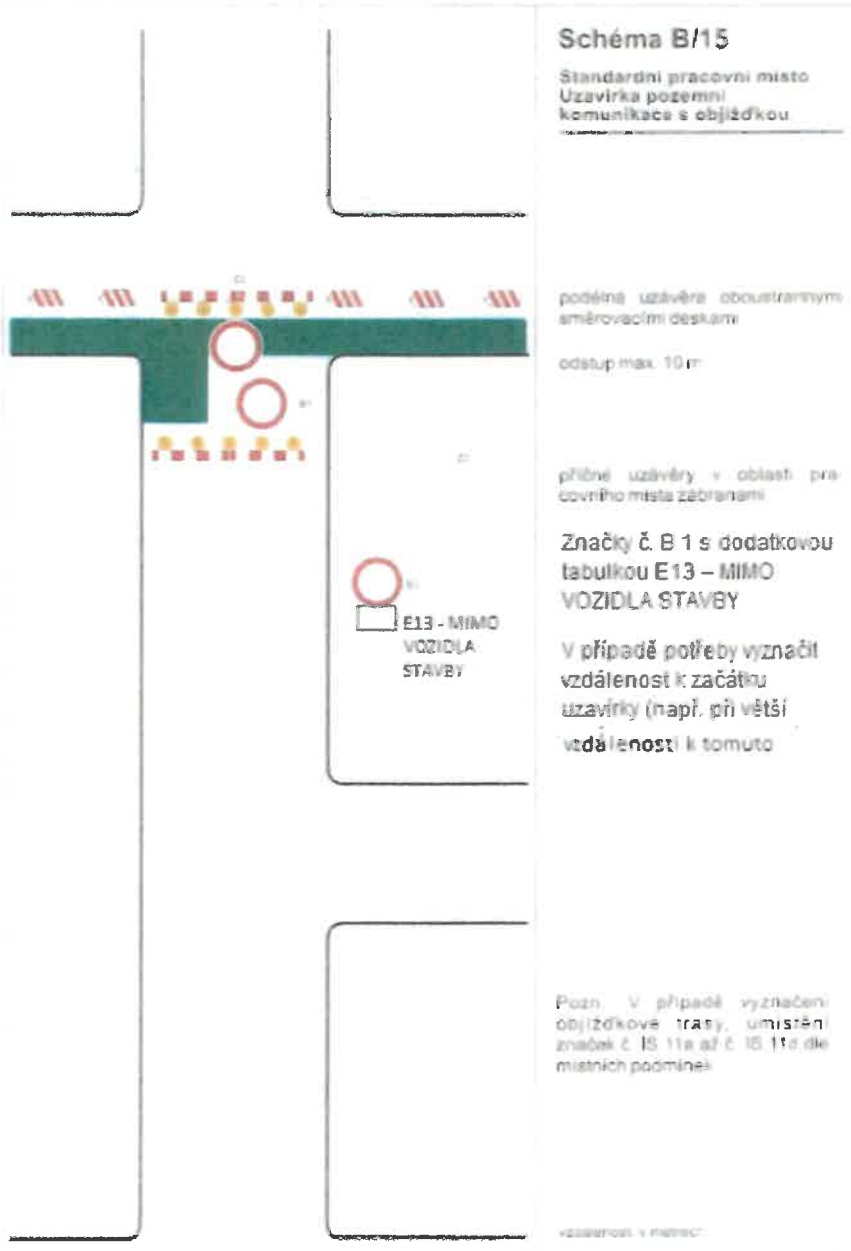 Schéma B/15
Standardní pracovní místo
Uzavírka pozemní
komunikace s objížďkou
podélná uzávěra oboustrannými
směrovacími deskami
odstup max. 10 m
příčné uzávěry v oblasti pra
covního místa zábranami
Značky č. B 1 s dodatkovou
tabulkou E13 – MIMO
VOZIDLA STAVBY
E13 - MIMO
VOZIDLA
STAVBY
V případě potřeby vyznačit
vzdálenost k začátku
uzavírky (např. při větší
vzdálenosti k tomuto
Pozn. V případě vyznačení
objížďkové trasy, umístění
značek č. IS 11a až č. IS 11d dle
místních podmínek
vzdálenosti v metrech